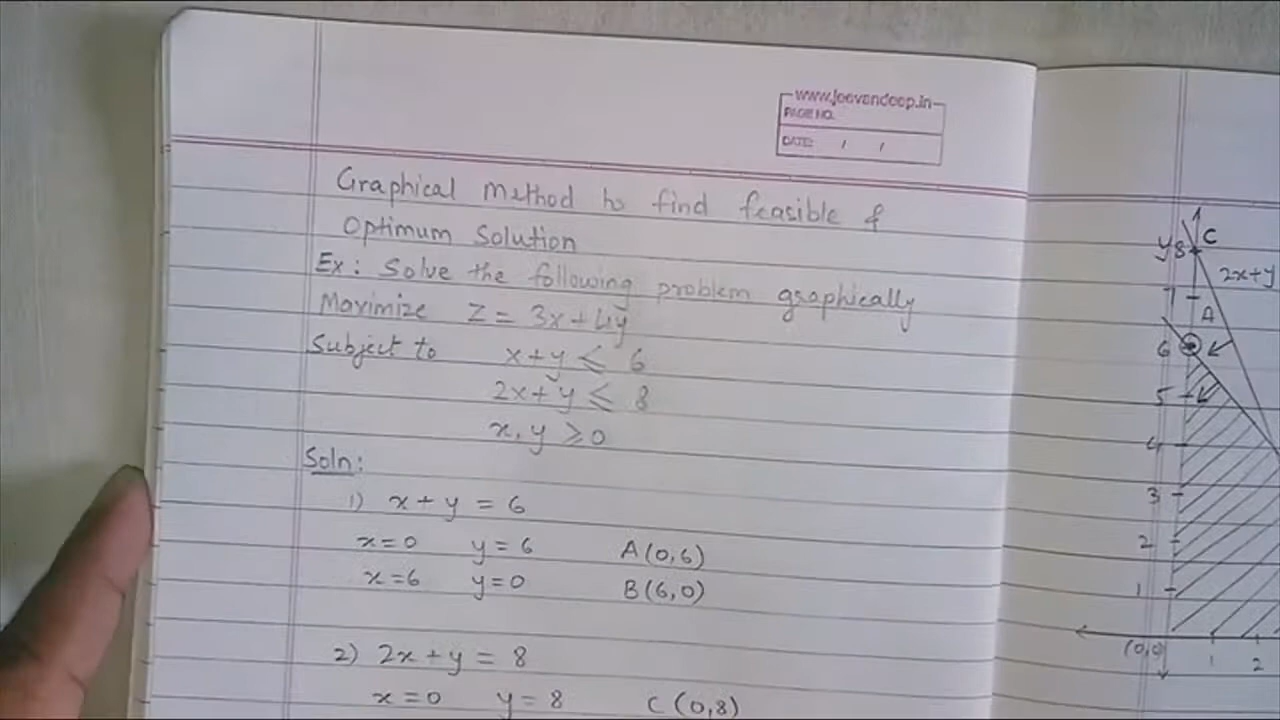 www.jeevandeep.in
PAGE NO.
DATE: / /
Graphical method to find feasible &
Optimum Solution
Ex: Solve the following problem graphically
Maximize Z = 3x + 4y
Subject to x + y ≤ 6
2x + y ≤ 8
x, y ≥ 0
Soln:
1) x + y = 6
x = 0 y = 6 A(0,6)
x = 6 y = 0 B(6,0)
2) 2x + y = 8
x = 0 y = 8 C(0,8)
y 8 C
2x+y
7
A
6
5
4
3
2
1
(0,0) 1 2